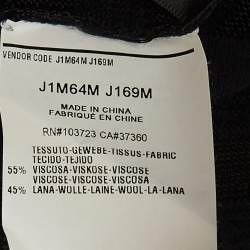 VENDOR CODE J1M64M J169M
J1M64M J169M
MADE IN CHINA
FABRIQUÉ EN CHINE
RN#103723 CA#37360
TESSUTO-GEWEBE-TISSUS-FABRIC
TECIDO-TEJIDO
55% VISCOSA-VISKOSE-VISCOSE
VISCOSE-VISCOSE-VISCOSA
45% LANA-WOLLE-LAINE-WOOL-LA-LANA